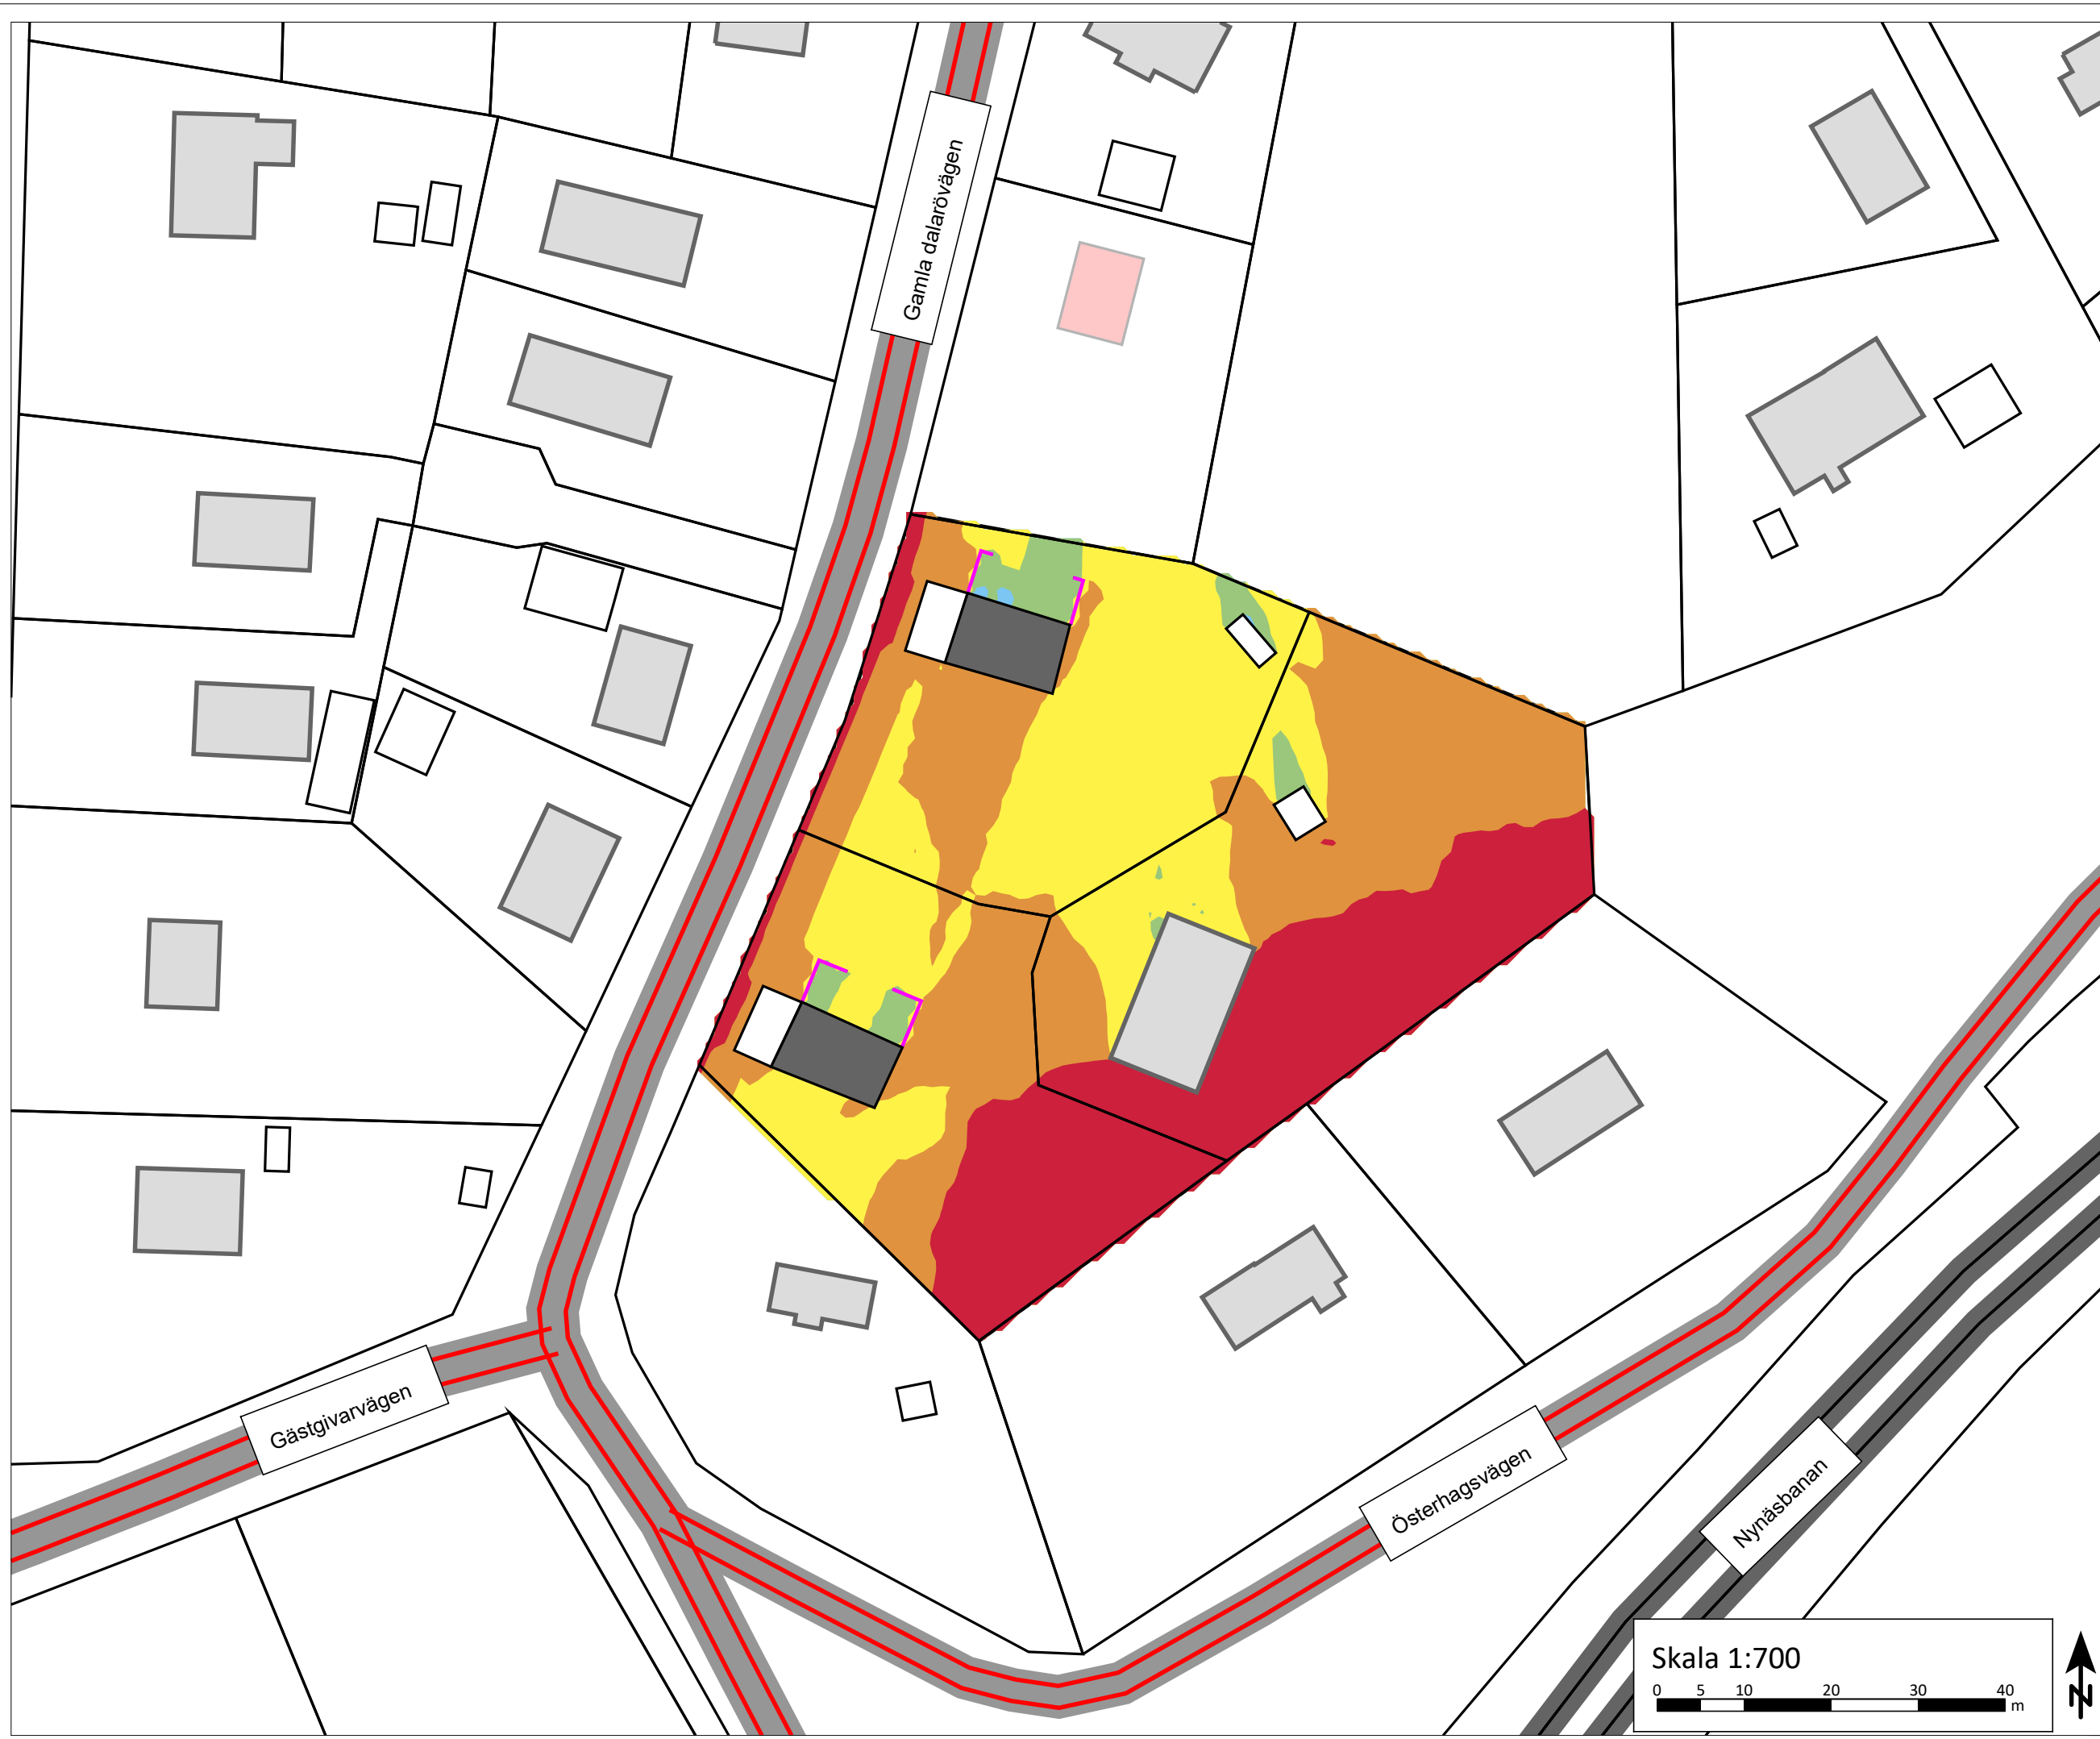 Gamla dalarövägen
Gästgivarvägen
Österhagsvägen
Nynäsbanan
Skala 1:700
0 5 10 20 30 40
m
N